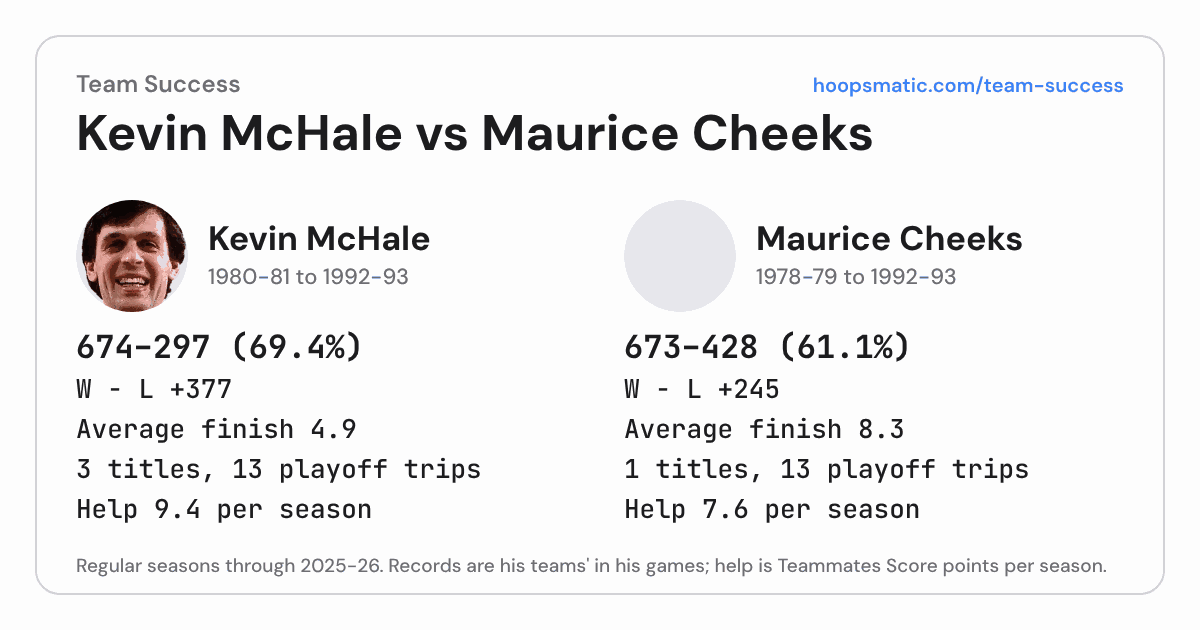 Team Success
hoopsmatic.com/team-success
Kevin McHale vs Maurice Cheeks
Kevin McHale
1980–81 to 1992–93
674–297 (69.4%)
W - L +377
Average finish 4.9
3 titles, 13 playoff trips
Help 9.4 per season
Maurice Cheeks
1978–79 to 1992–93
673–428 (61.1%)
W - L +245
Average finish 8.3
1 titles, 13 playoff trips
Help 7.6 per season
Regular seasons through 2025-26. Records are his teams' in his games; help is Teammates Score points per season.